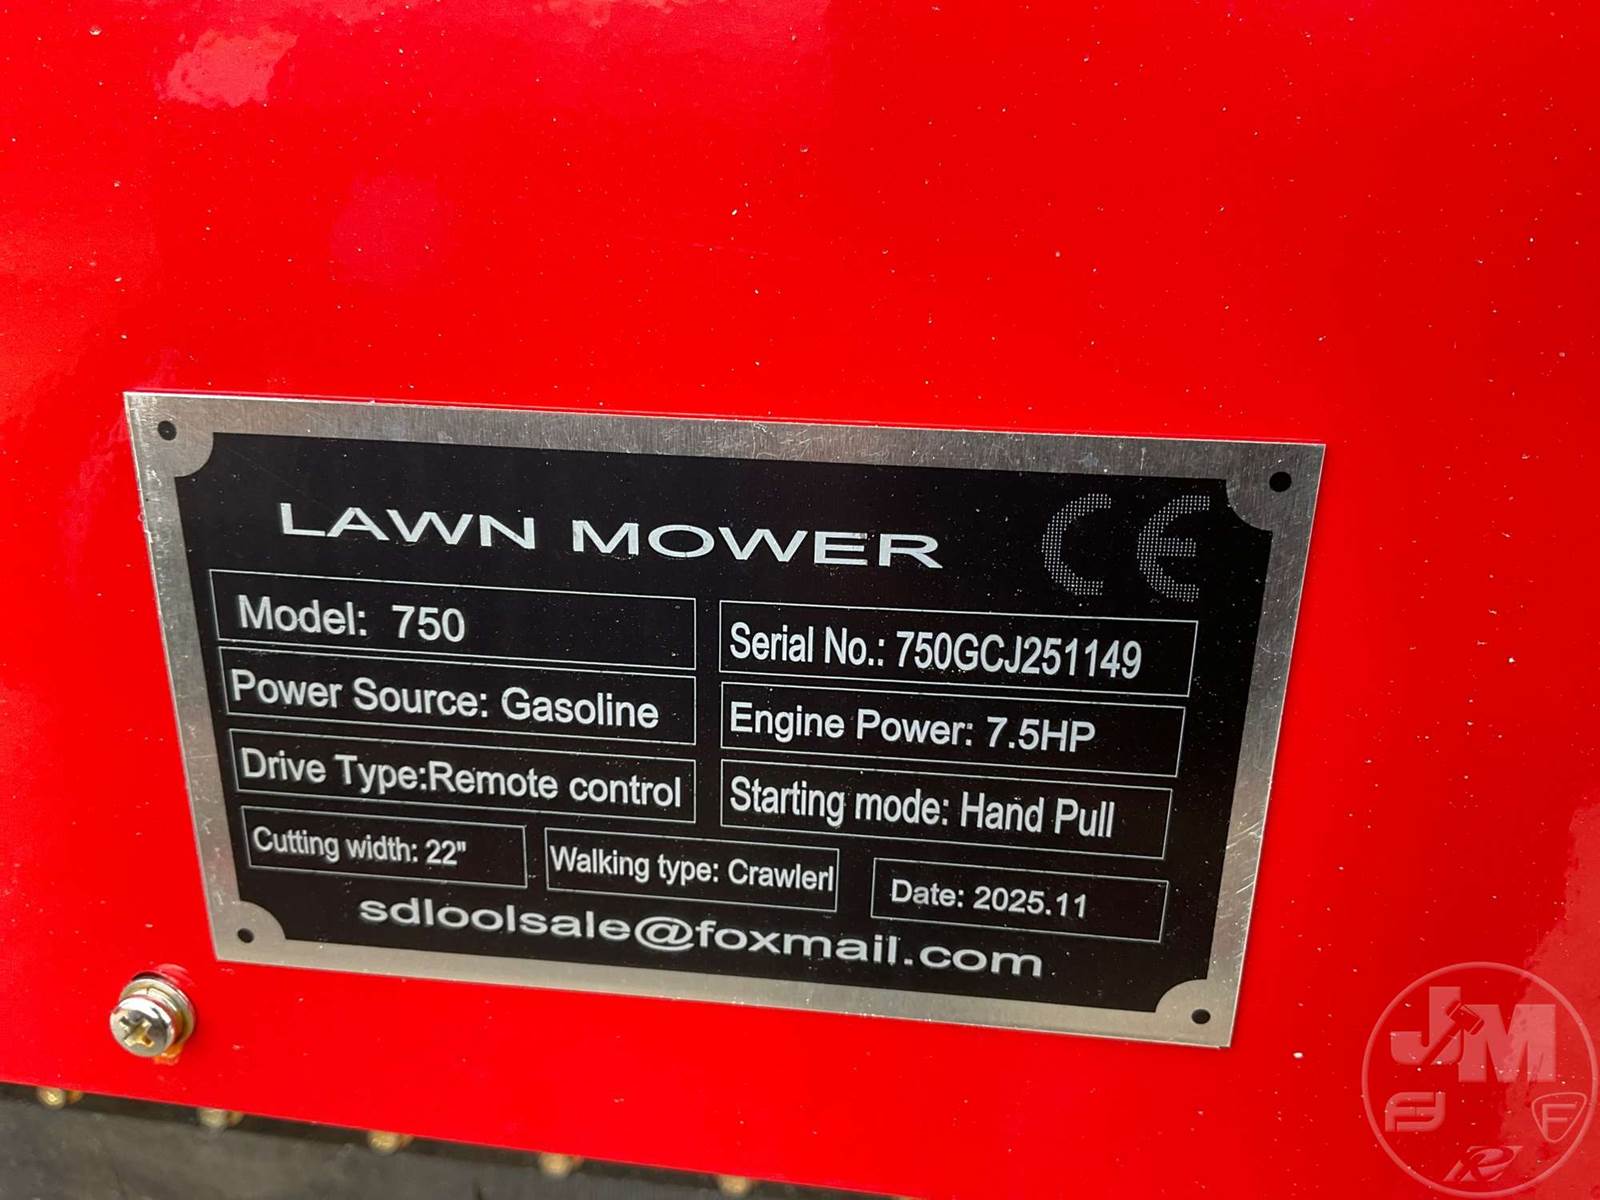 LAWN MOWER CE
Model: 750
Serial No.: 750GCJ251149
Power Source: Gasoline
Engine Power: 7.5HP
Drive Type:Remote control
Starting mode: Hand Pull
Cutting width: 22"
Walking type: Crawlerl
Date: 2025.11
sdloolsale@foxmail.com
JM